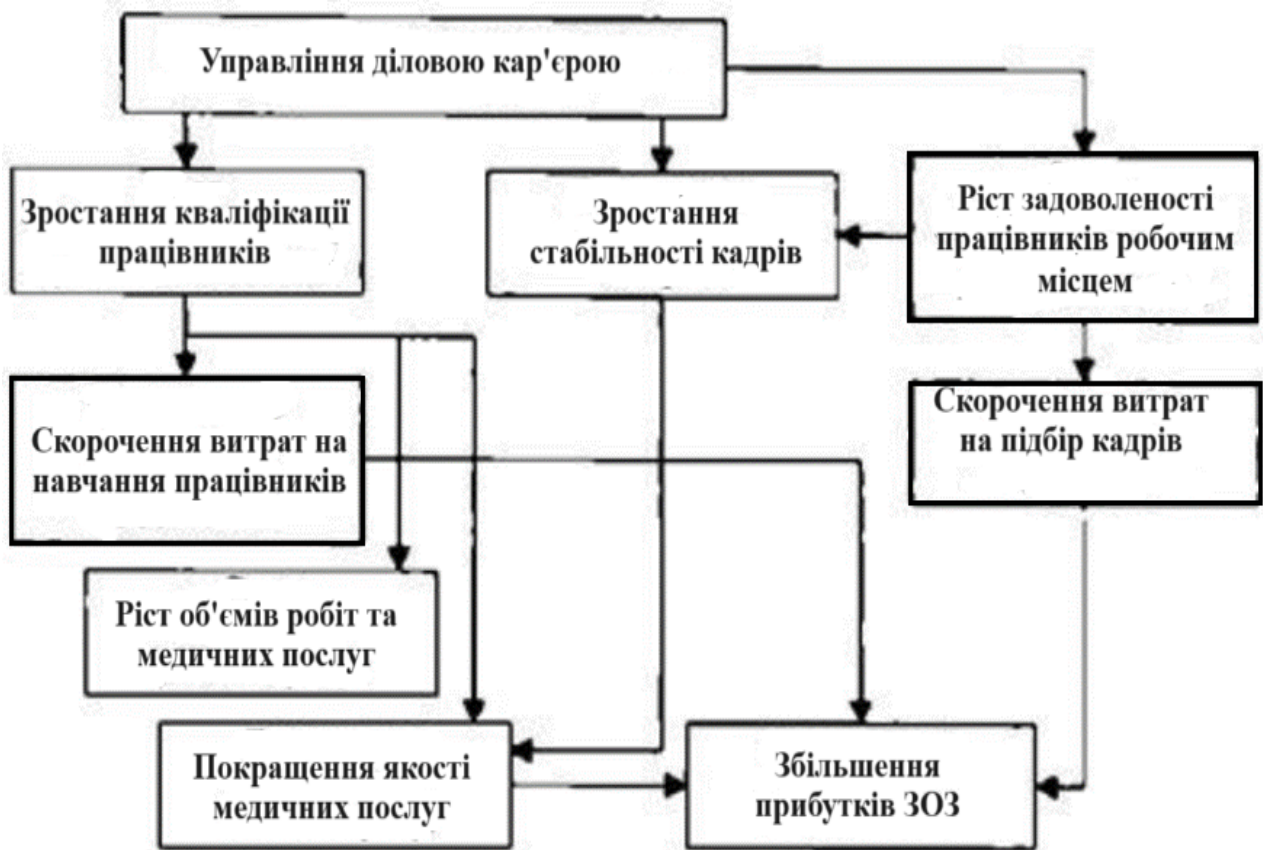 Управління діловою кар'єрою
Зростання кваліфікації
працівників
Зростання
стабільності кадрів
Ріст задоволеності
працівників робочим
місцем
Скорочення витрат на
навчання працівників
Скорочення витрат
на підбір кадрів
Ріст об'ємів робіт та
медичних послуг
Покращення якості
медичних послуг
Збільшення
прибутків ЗОЗ